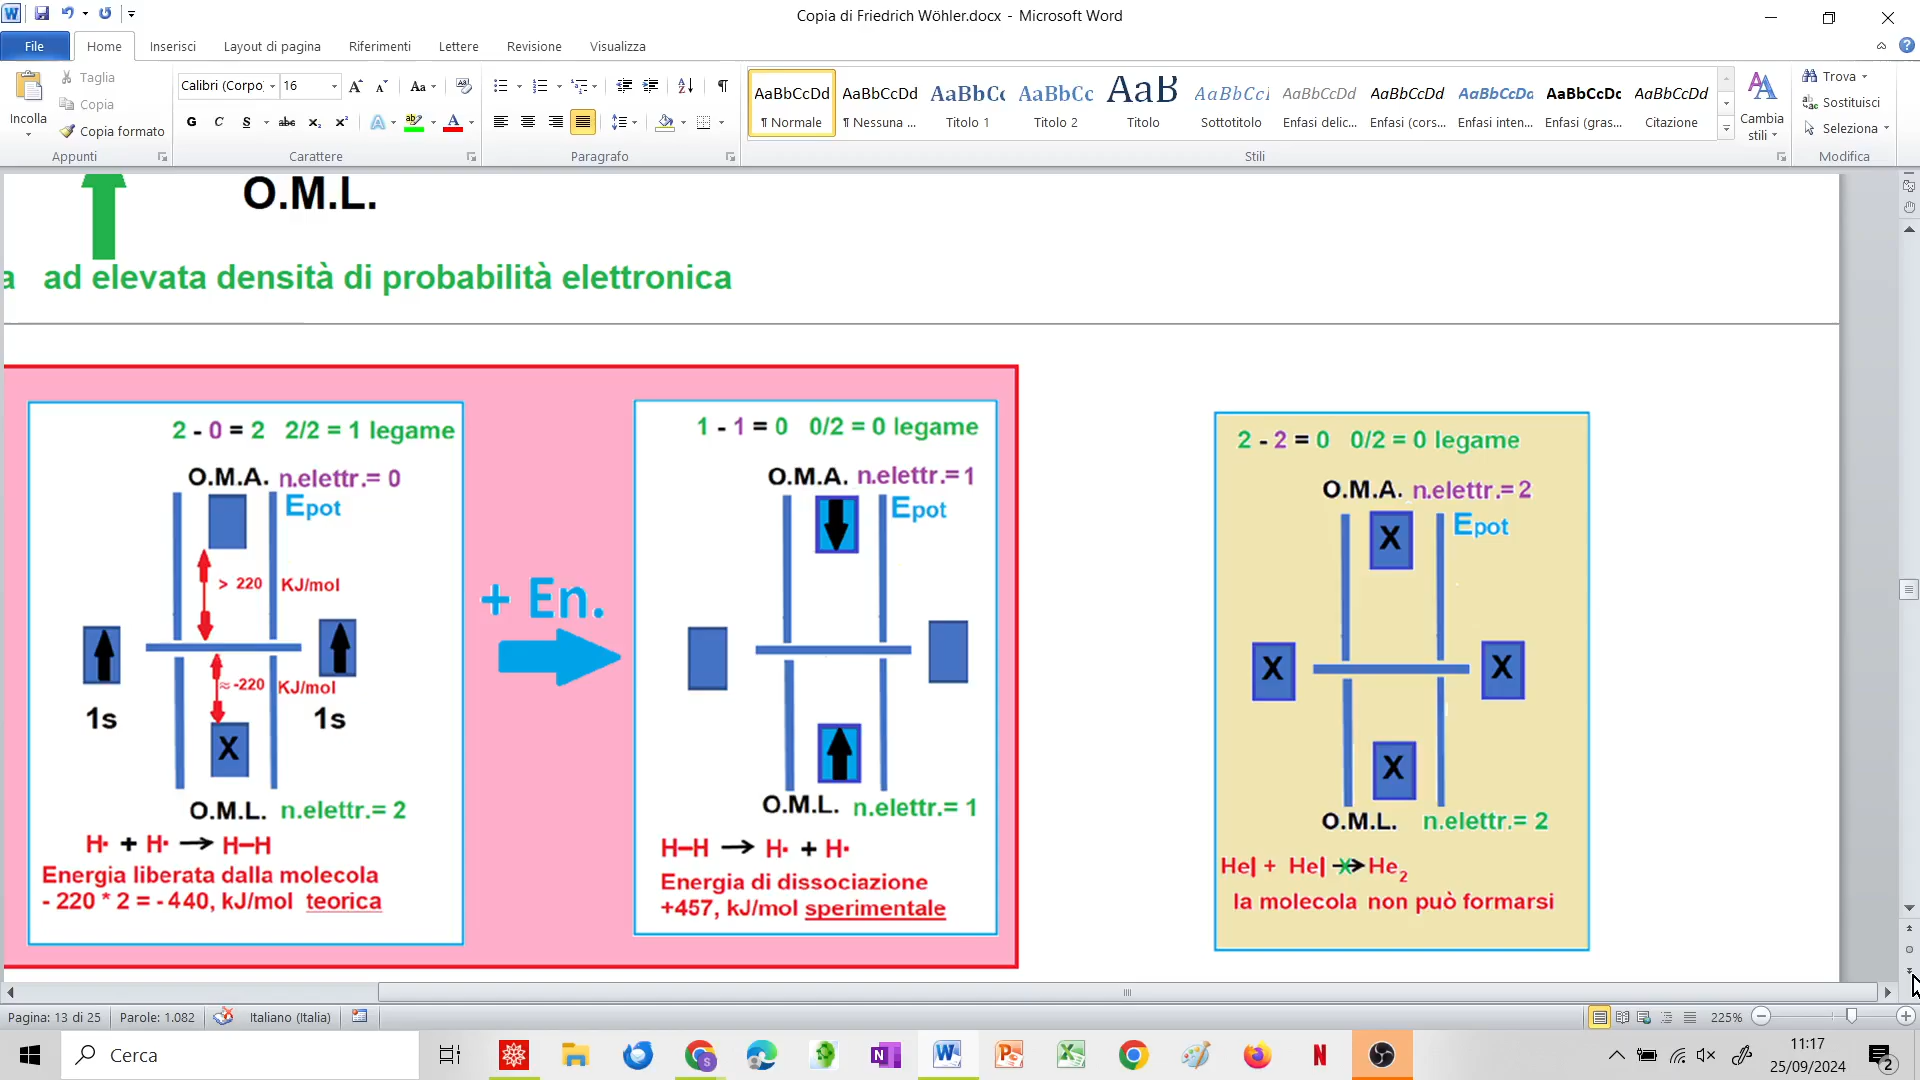 Copia di Friedrich Wöhler.docx - Microsoft Word
File Home Inserisci Layout di pagina Riferimenti Lettere Revisione Visualizza
Incolla
Taglia
Copia
Copia formato
Appunti
Calibri (Corpo) 16
Aa
G C S abc x₂ x² A A
Carattere
Paragrafo
AaBbCcDd AaBbCcDd AaBbCc AaBbCc AaB AaBbCcI AaBbCcDd AaBbCcDd AaBbCcDd AaBbCcDc AaBbCcDd
¶ Normale ¶ Nessuna ... Titolo 1 Titolo 2 Titolo Sottotitolo Enfasi delic... Enfasi (cors... Enfasi inten... Enfasi (gras... Citazione
Stili
Cambia
stili
Trova
Sostituisci
Seleziona
Modifica
O.M.L.
a ad elevata densità di probabilità elettronica
2 - 0 = 2 2/2 = 1 legame
O.M.A. n.elettr.= 0
Epot
> 220 KJ/mol
≈ -220 KJ/mol
1s 1s
X
O.M.L. n.elettr.= 2
H· + H· → H–H
Energia liberata dalla molecola
- 220 * 2 = - 440, kJ/mol teorica
+ En.
1 - 1 = 0 0/2 = 0 legame
O.M.A. n.elettr.= 1
Epot
O.M.L. n.elettr.= 1
H–H → H· + H·
Energia di dissociazione
+457, kJ/mol sperimentale
2 - 2 = 0 0/2 = 0 legame
O.M.A. n.elettr.= 2
X Epot
X X
X
O.M.L. n.elettr.= 2
He| + He| → He₂
la molecola non può formarsi
Pagina: 13 di 25 Parole: 1.082 Italiano (Italia) 225%
Cerca
11:17
25/09/2024
2